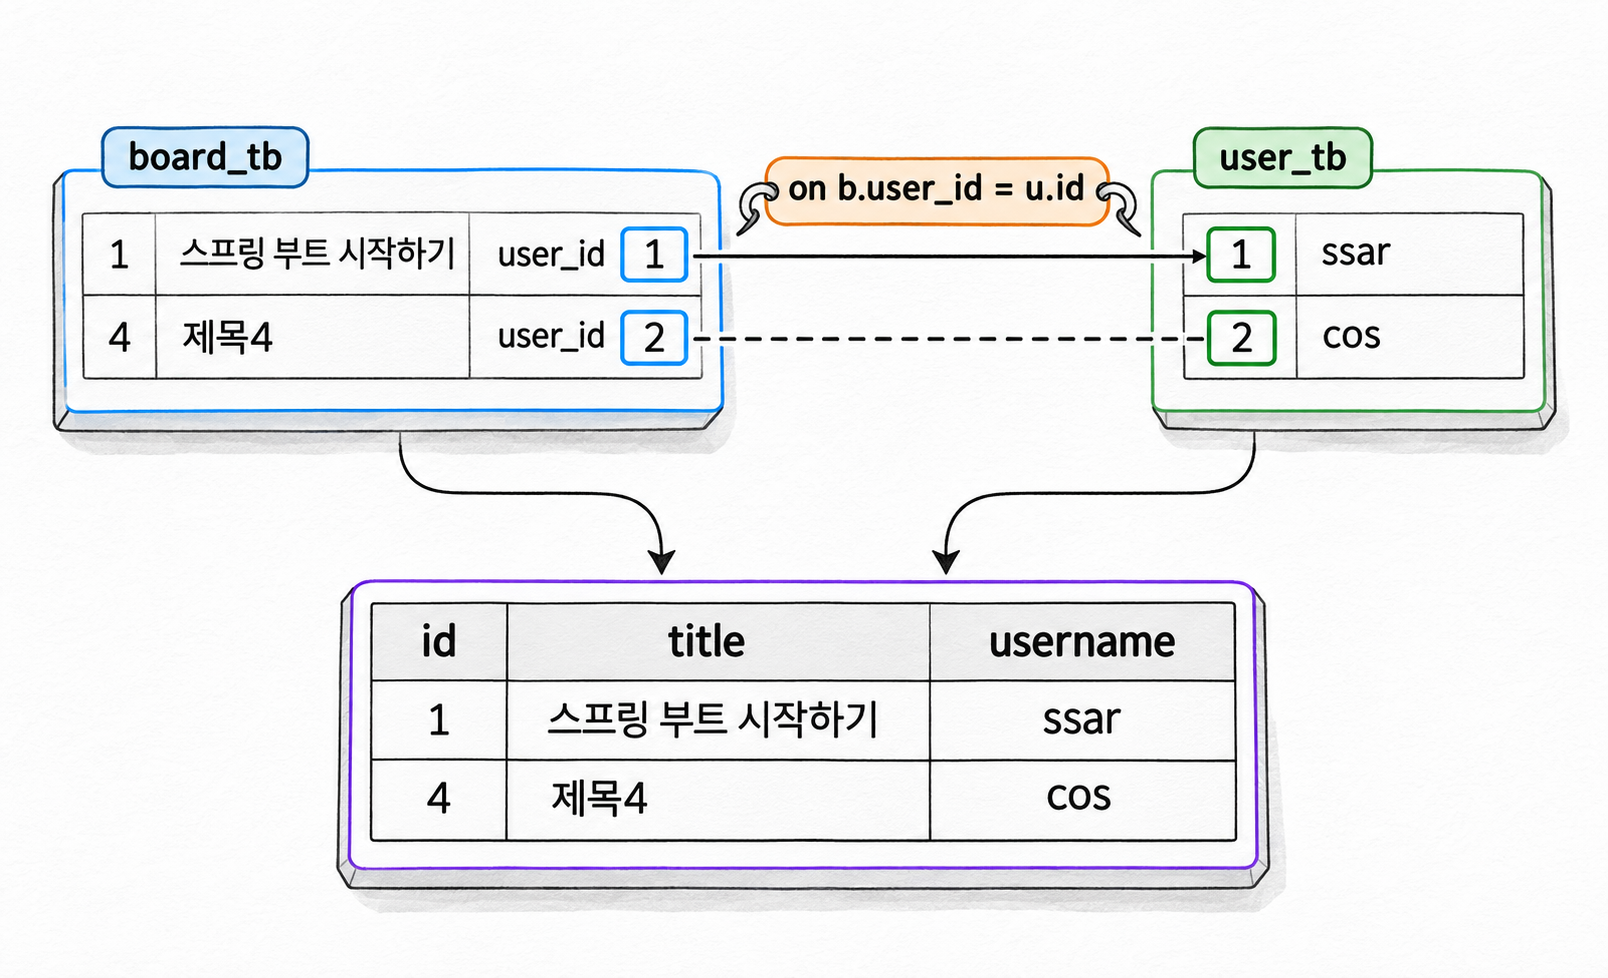 board_tb
on b.user_id = u.id
user_tb
1 스프링 부트 시작하기 user_id 1
1 ssar
4 제목4 user_id 2
2 cos
id title username
1 스프링 부트 시작하기 ssar
4 제목4 cos